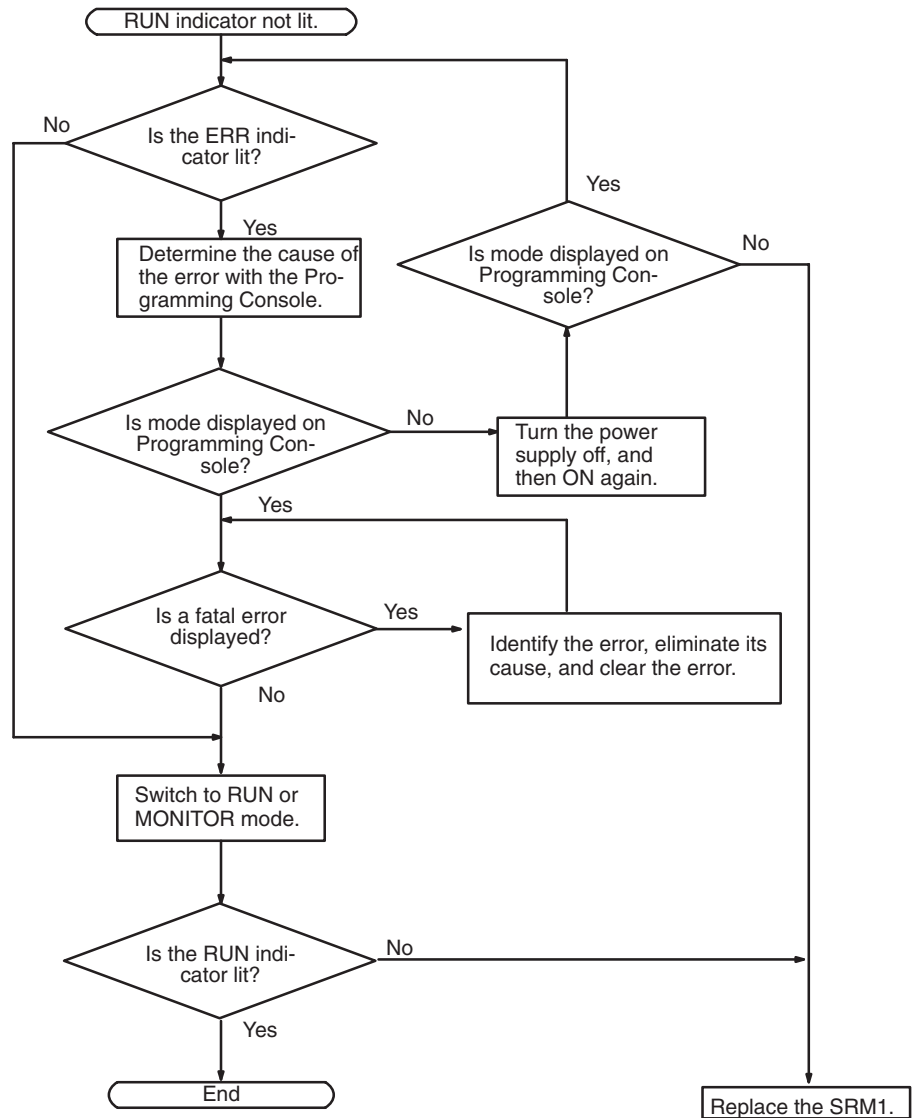 RUN indicator not lit.
No
Is the ERR indi-
cator lit?
Yes
Yes
Determine the cause of
the error with the Pro-
gramming Console.
Is mode displayed on
Programming Con-
sole?
No
Is mode displayed on
Programming Con-
sole?
No
Turn the power
supply off, and
then ON again.
Yes
Is a fatal error
displayed?
Yes
Identify the error, eliminate its
cause, and clear the error.
No
Switch to RUN or
MONITOR mode.
Is the RUN indi-
cator lit?
No
Yes
End
Replace the SRM1.